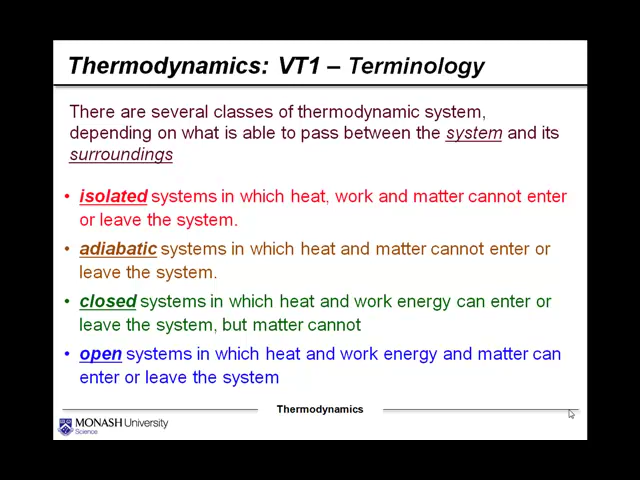 Thermodynamics: VT1 – Terminology
There are several classes of thermodynamic system,
depending on what is able to pass between the system and its
surroundings
• isolated systems in which heat, work and matter cannot enter
or leave the system.
• adiabatic systems in which heat and matter cannot enter or
leave the system.
• closed systems in which heat and work energy can enter or
leave the system, but matter cannot
• open systems in which heat and work energy and matter can
enter or leave the system
Thermodynamics
MONASH University
Science